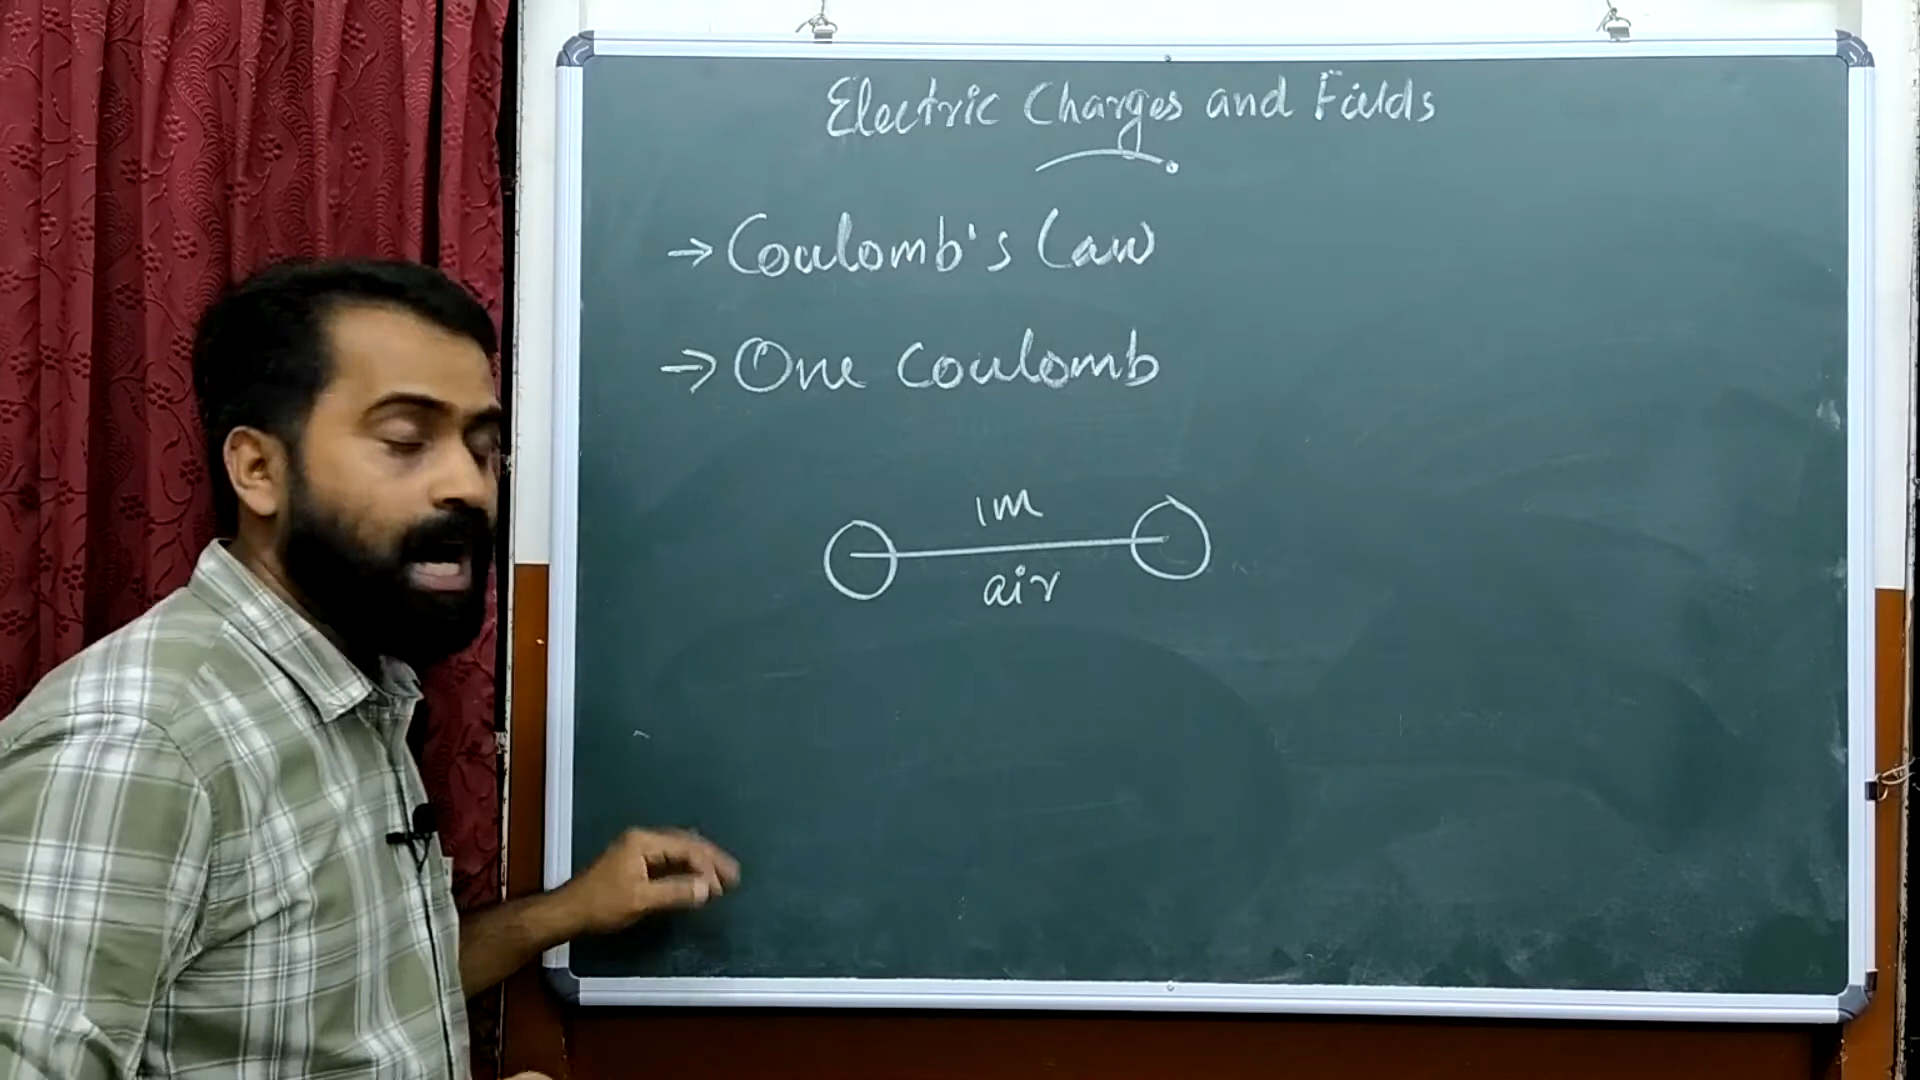 Electric Charges and Fields
→ Coulomb's Law
→ One Coulomb
1m
air